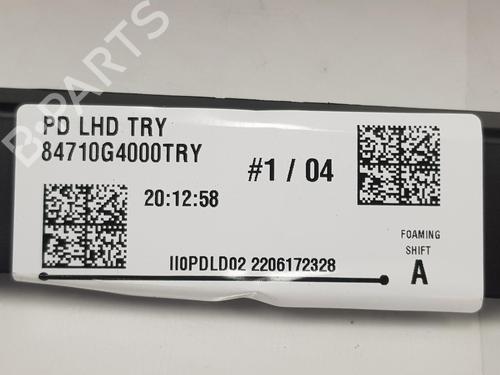 PD LHD TRY
84710G4000TRY
#1 / 04
20:12:58
FOAMING
SHIFT
A
II0PDLD02 2206172328
B-PARTS